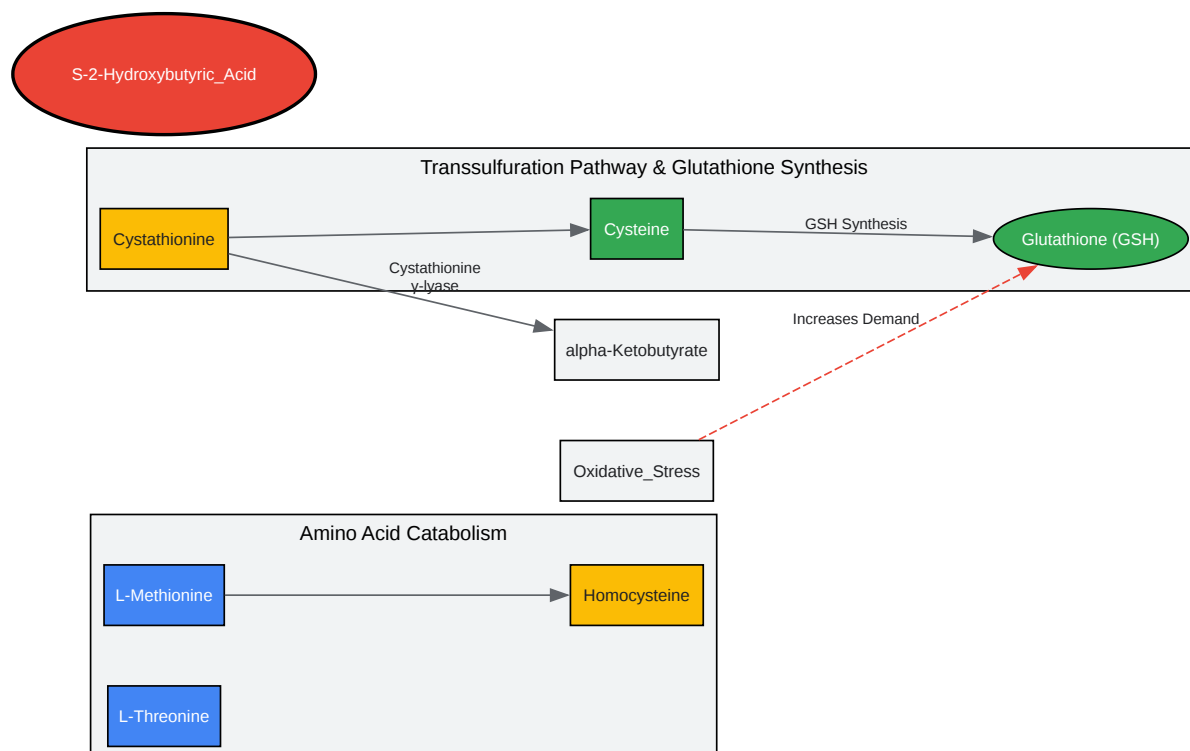 S-2-Hydroxybutyric_Acid
Transsulfuration Pathway & Glutathione Synthesis
Cystathionine
Cysteine
GSH Synthesis
Glutathione (GSH)
Cystathionine
γ-lyase
alpha-Ketobutyrate
Increases Demand
Oxidative_Stress
Amino Acid Catabolism
L-Methionine
Homocysteine
L-Threonine